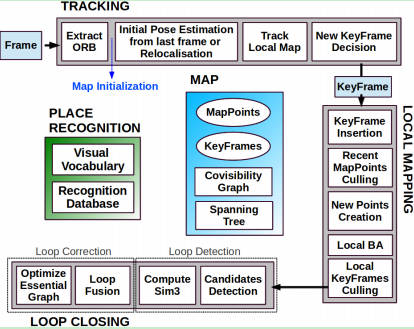 TRACKING
Frame
Extract
ORB
Initial Pose Estimation
from last frame or
Relocalisation
Track
Local Map
New KeyFrame
Decision
Map Initialization
KeyFrame
MAP
MapPoints
KeyFrames
Covisibility
Graph
Spanning
Tree
PLACE
RECOGNITION
Visual
Vocabulary
Recognition
Database
LOCAL MAPPING
KeyFrame
Insertion
Recent
MapPoints
Culling
New Points
Creation
Local BA
Local
KeyFrames
Culling
Loop Correction
Loop Detection
Optimize
Essential
Graph
Loop
Fusion
Compute
Sim3
Candidates
Detection
LOOP CLOSING